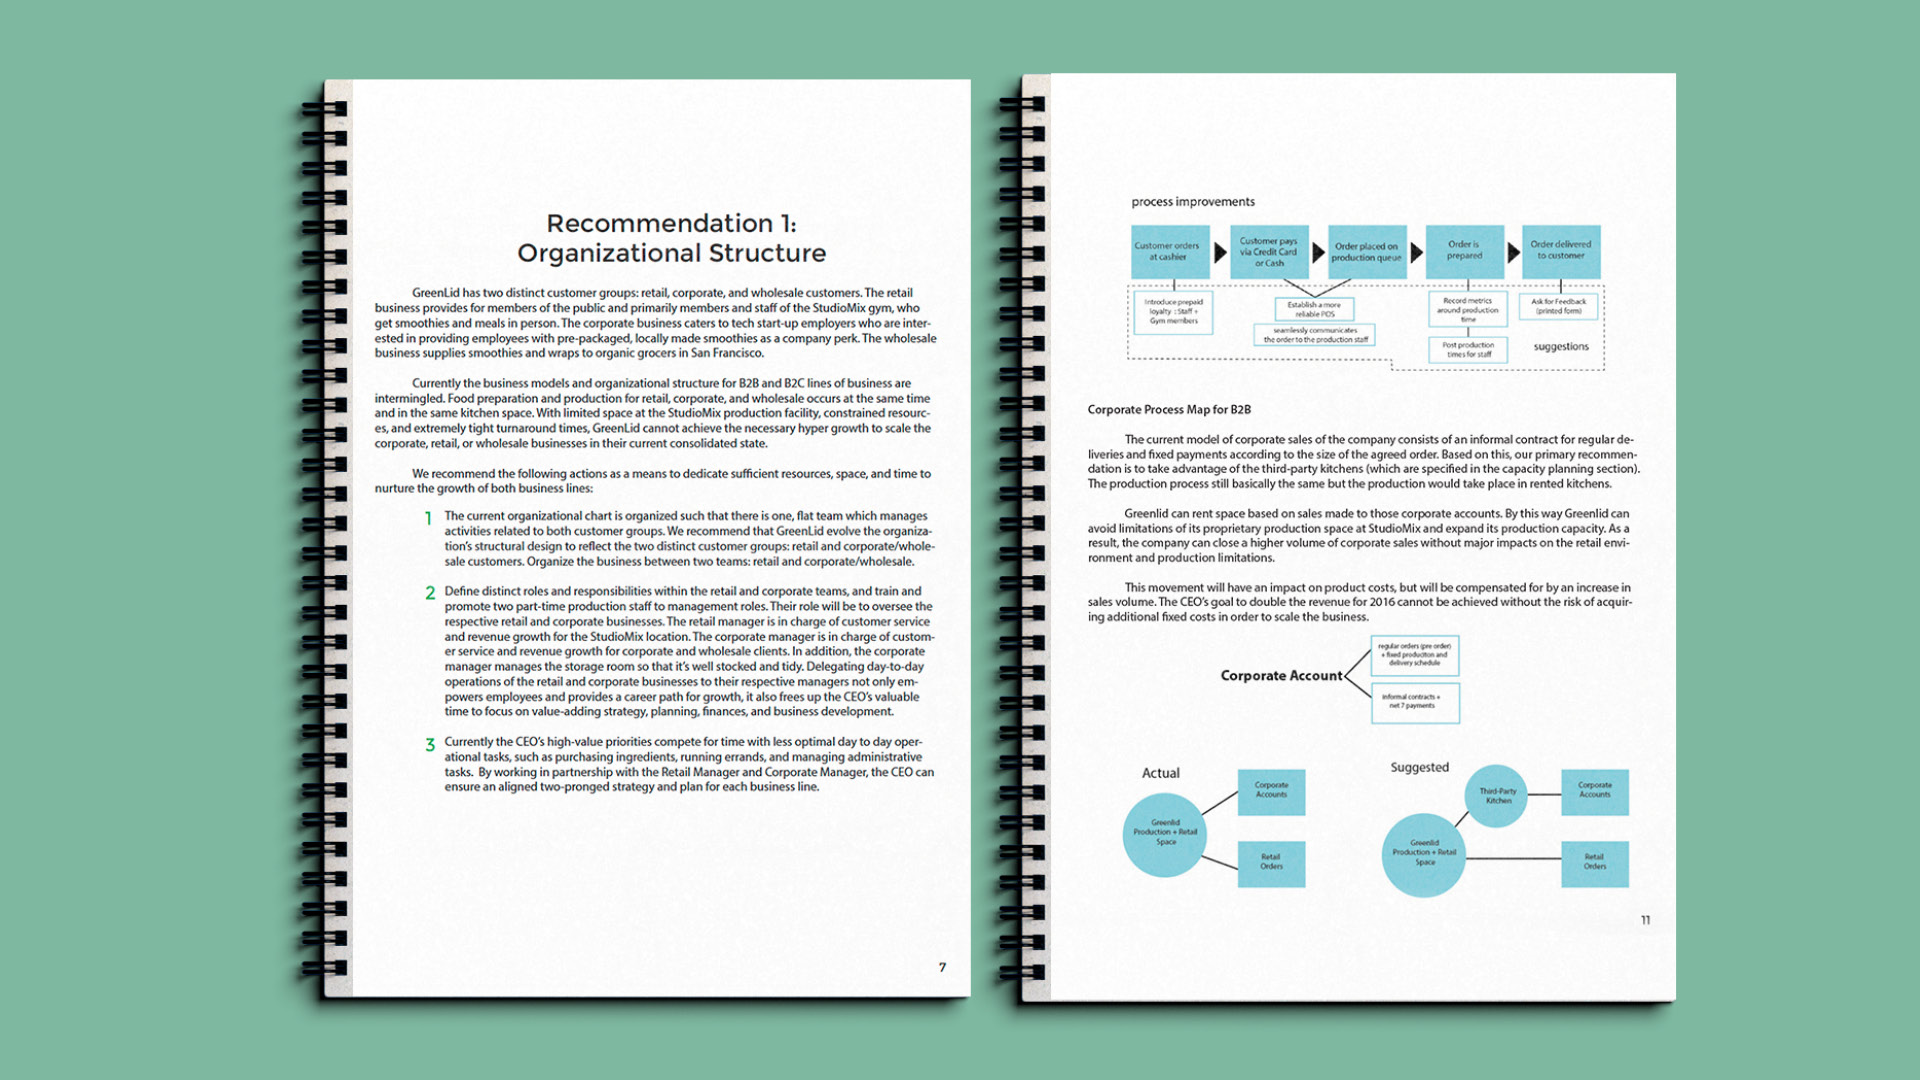 Recommendation 1:
Organizational Structure
GreenLid has two distinct customer groups: retail, corporate, and wholesale customers. The retail
business provides for members of the public and primarily members and staff of the StudioMix gym, who
get smoothies and meals in person. The corporate business caters to tech start-up employers who are inter-
ested in providing employees with pre-packaged, locally made smoothies as a company perk. The wholesale
business supplies smoothies and wraps to organic grocers in San Francisco.
Currently the business models and organizational structure for B2B and B2C lines of business are
intermingled. Food preparation and production for retail, corporate, and wholesale occurs at the same time
and in the same kitchen space. With limited space at the StudioMix production facility, constrained resourc-
es, and extremely tight turnaround times, GreenLid cannot achieve the necessary hyper growth to scale the
corporate, retail, or wholesale businesses in their current consolidated state.
We recommend the following actions as a means to dedicate sufficient resources, space, and time to
nurture the growth of both business lines:
1 The current organizational chart is organized such that there is one, flat team which manages
activities related to both customer groups. We recommend that GreenLid evolve the organiza-
tion's structural design to reflect the two distinct customer groups: retail and corporate/whole-
sale customers. Organize the business between two teams: retail and corporate/wholesale.
2 Define distinct roles and responsibilities within the retail and corporate teams, and train and
promote two part-time production staff to management roles. Their role will be to oversee the
respective retail and corporate businesses. The retail manager is in charge of customer service
and revenue growth for the StudioMix location. The corporate manager is in charge of custom-
er service and revenue growth for corporate and wholesale clients. In addition, the corporate
manager manages the storage room so that it's well stocked and tidy. Delegating day-to-day
operations of the retail and corporate businesses to their respective managers not only em-
powers employees and provides a career path for growth, it also frees up the CEO's valuable
time to focus on value-adding strategy, planning, finances, and business development.
3 Currently the CEO's high-value priorities compete for time with less optimal day to day oper-
ational tasks, such as purchasing ingredients, running errands, and managing administrative
tasks. By working in partnership with the Retail Manager and Corporate Manager, the CEO can
ensure an aligned two-pronged strategy and plan for each business line.
7
process improvements
Customer orders
at cashier
Customer pays
via Credit Card
or Cash
Order placed on
production queue
Order is
prepared
Order delivered
to customer
Introduce prepaid
loyalty : Staff +
Gym members
Establish a more
reliable POS
seamlessly communicates
the order to the production staff
Record metrics
around production
time
Post production
times for staff
Ask for Feedback
(printed form)
suggestions
Corporate Process Map for B2B
The current model of corporate sales of the company consists of an informal contract for regular de-
liveries and fixed payments according to the size of the agreed order. Based on this, our primary recommen-
dation is to take advantage of the third-party kitchens (which are specified in the capacity planning section).
The production process still basically the same but the production would take place in rented kitchens.
Greenlid can rent space based on sales made to those corporate accounts. By this way Greenlid can
avoid limitations of its proprietary production space at StudioMix and expand its production capacity. As a
result, the company can close a higher volume of corporate sales without major impacts on the retail envi-
ronment and production limitations.
This movement will have an impact on product costs, but will be compensated for by an increase in
sales volume. The CEO's goal to double the revenue for 2016 cannot be achieved without the risk of acquir-
ing additional fixed costs in order to scale the business.
Corporate Account
regular orders (pre order)
+ fixed produciton and
delivery schedule
informal contracts +
net 7 payments
Actual
Greenlid
Production + Retail
Space
Corporate
Accounts
Retail
Orders
Suggested
Third-Party
Kitchen
Greenlid
Production + Retail
Space
Corporate
Accounts
Retail
Orders
11